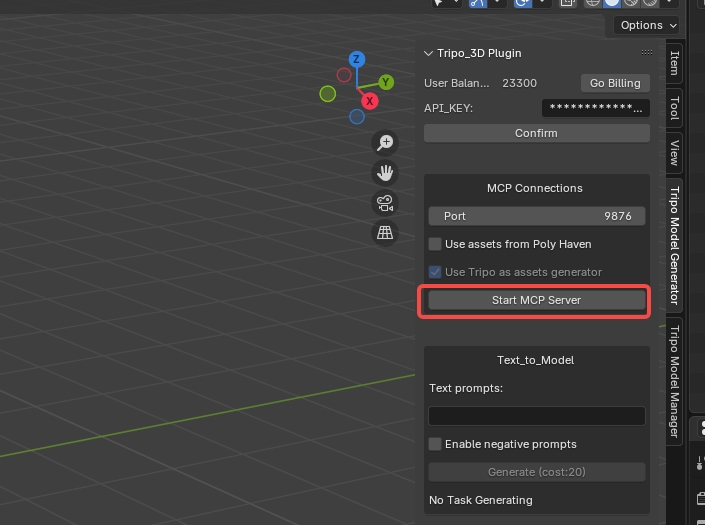 Options
Tripo_3D Plugin
Item
Z
Y
X
User Balan... 23300 Go Billing
API_KEY: ************...
Tool
Confirm
View
MCP Connections
Port 9876
Tripo Model Generator
Use assets from Poly Haven
Use Tripo as assets generator
Start MCP Server
Tripo Model Manager
Text_to_Model
Text prompts:
Enable negative prompts
Generate (cost:20)
No Task Generating